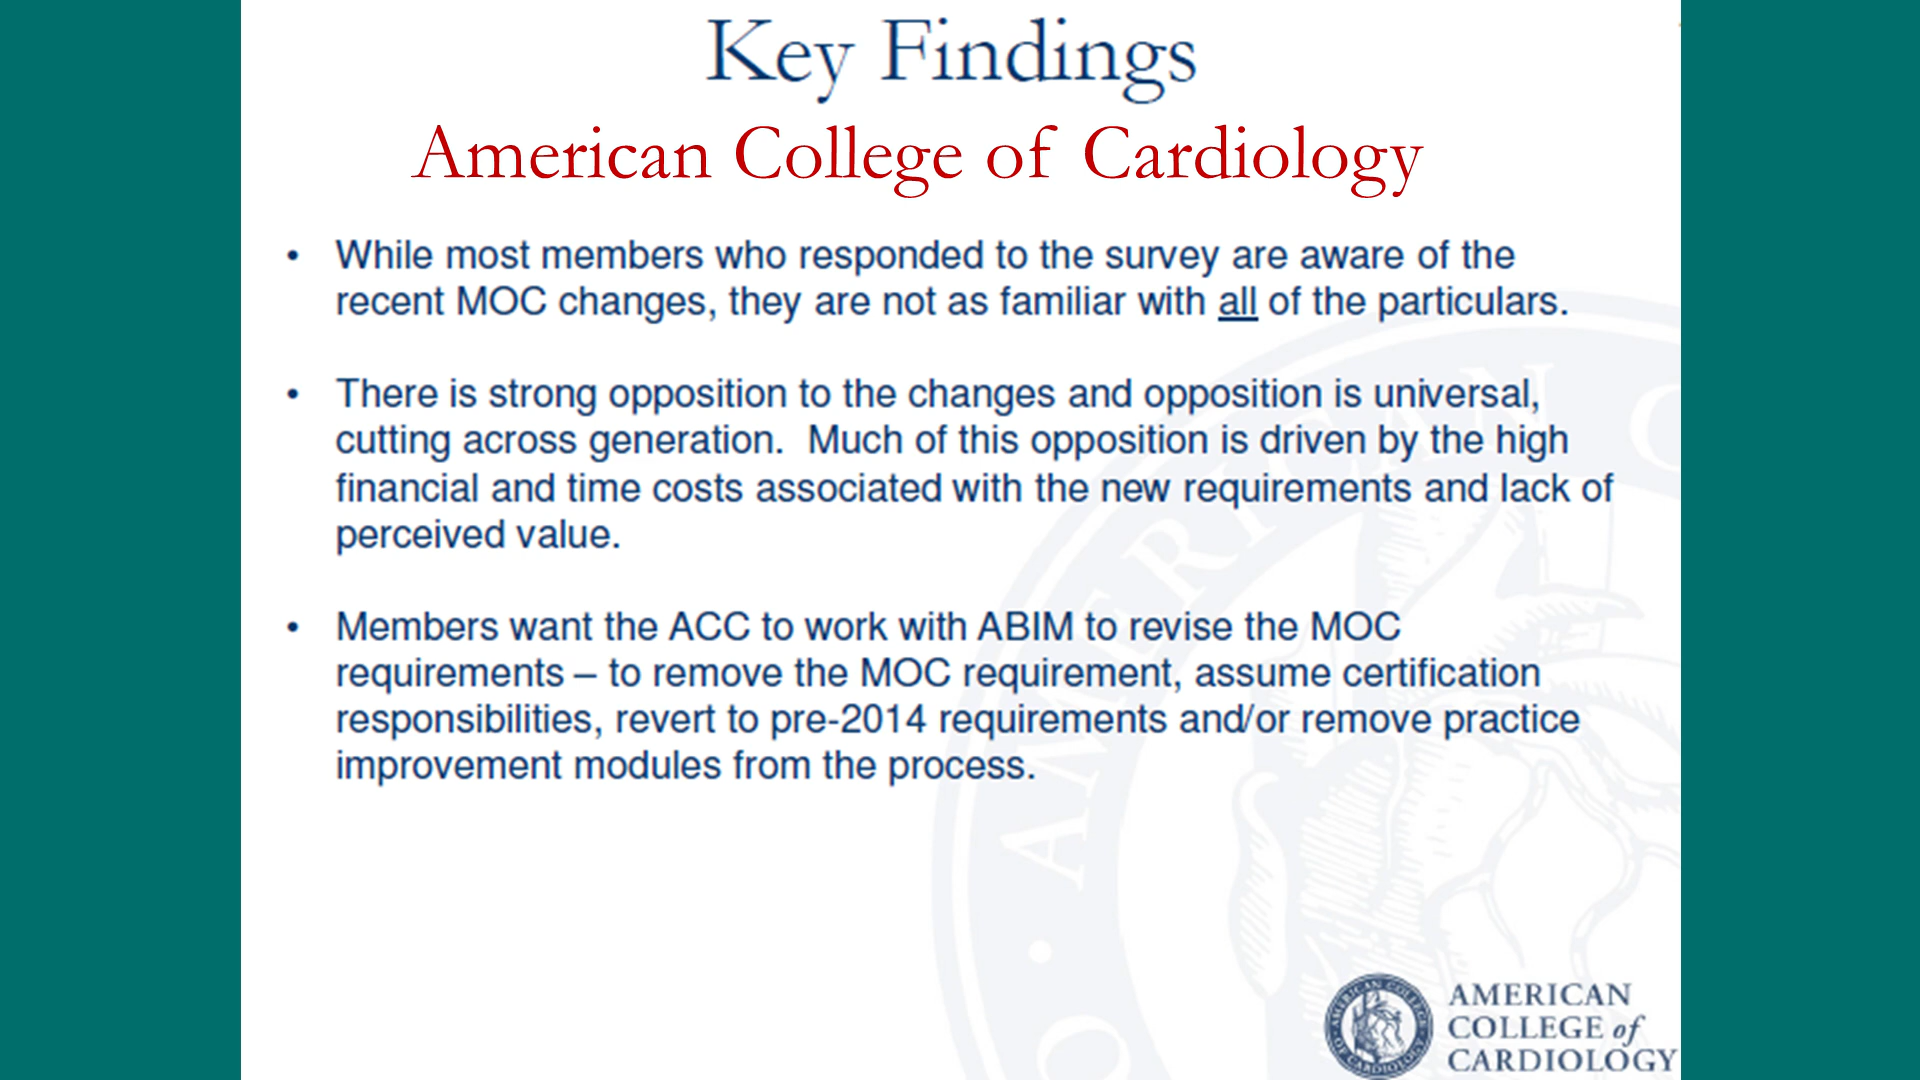 Key Findings
American College of Cardiology
• While most members who responded to the survey are aware of the
recent MOC changes, they are not as familiar with all of the particulars.
• There is strong opposition to the changes and opposition is universal,
cutting across generation.  Much of this opposition is driven by the high
financial and time costs associated with the new requirements and lack of
perceived value.
• Members want the ACC to work with ABIM to revise the MOC
requirements – to remove the MOC requirement, assume certification
responsibilities, revert to pre-2014 requirements and/or remove practice
improvement modules from the process.
AMERICAN C
O
AMERICAN COLLEGE
OF CARDIOLOGY
AMERICAN
COLLEGE of
CARDIOLOGY